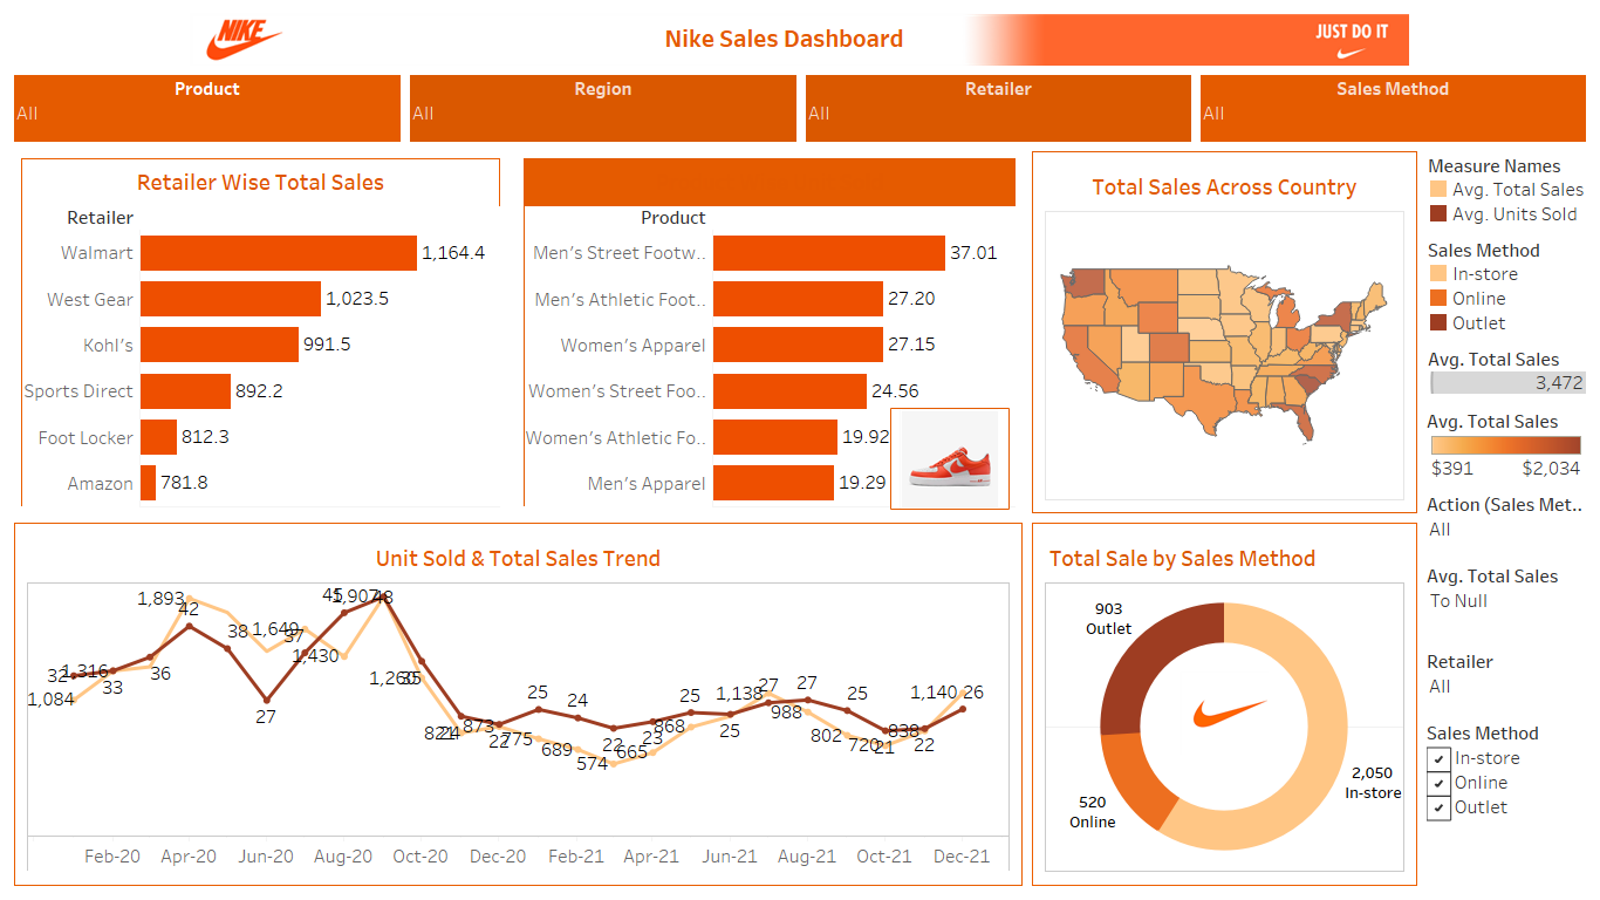 NIKE
Nike Sales Dashboard
JUST DO IT
Product
All
Region
All
Retailer
All
Sales Method
All
Retailer Wise Total Sales
Retailer
Walmart 1,164.4
West Gear 1,023.5
Kohl's 991.5
Sports Direct 892.2
Foot Locker 812.3
Amazon 781.8
Product
Men's Street Footw.. 37.01
Men's Athletic Foot.. 27.20
Women's Apparel 27.15
Women's Street Foo.. 24.56
Women's Athletic Fo.. 19.92
Men's Apparel 19.29
Total Sales Across Country
Measure Names
Avg. Total Sales
Avg. Units Sold
Sales Method
In-store
Online
Outlet
Avg. Total Sales
3,472
Avg. Total Sales
$391 $2,034
Action (Sales Met..
All
Avg. Total Sales
To Null
Retailer
All
Sales Method
In-store
Online
Outlet
Unit Sold & Total Sales Trend
1,893 42 45 1,907 48
38 1,649 37
32 1,316 33 36 1,430 1,260 35
1,084 27
25 24 25 1,138 27 27 25 1,140 26
821 24 873 22 775 689 574 22 665 23 868 25 988 802 720 21 838 22
Feb-20 Apr-20 Jun-20 Aug-20 Oct-20 Dec-20 Feb-21 Apr-21 Jun-21 Aug-21 Oct-21 Dec-21
Total Sale by Sales Method
903
Outlet
2,050
In-store
520
Online